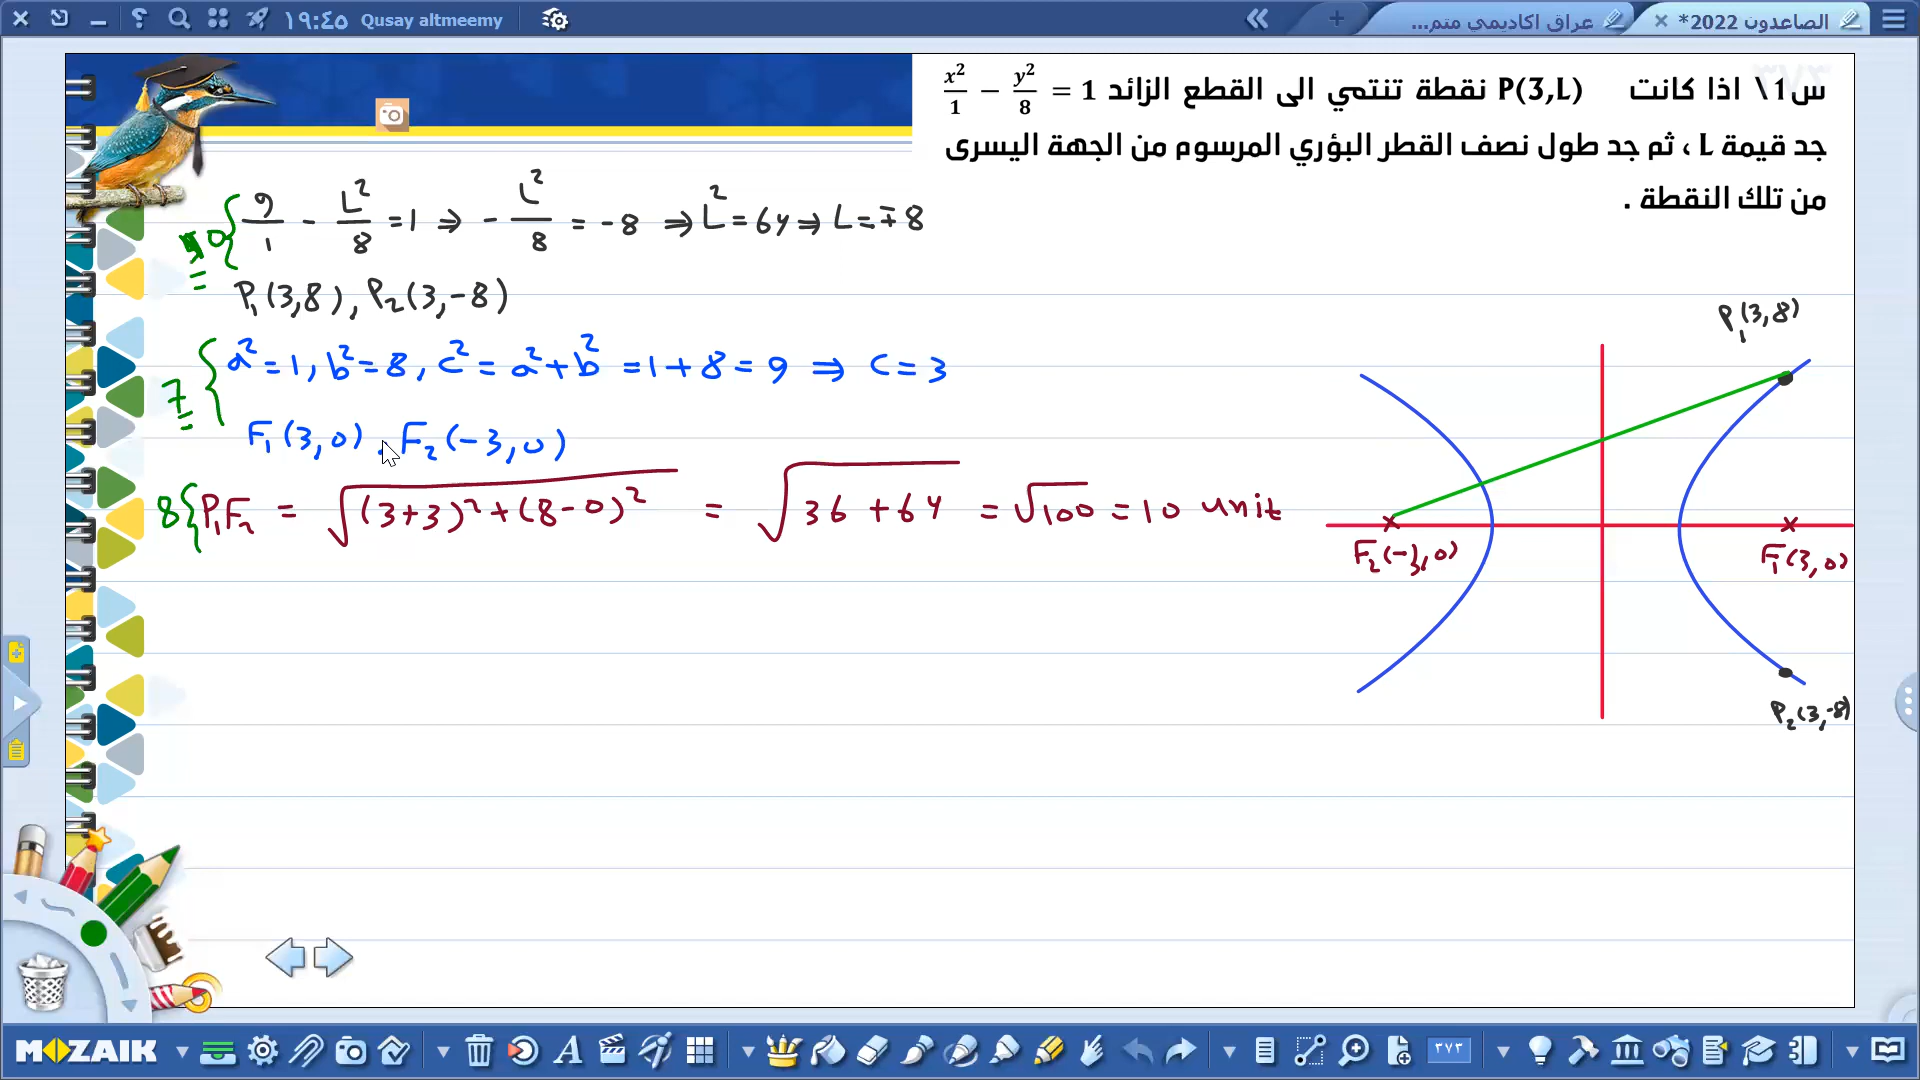 ١٩:٤٥ Qusay altmeemy
عراق اكاديمي متم...
الصاعدون 2022*
س1\ اذا كانت P(3,L) نقطة تنتمي الى القطع الزائد x²/1 − y²/8 = 1
جد قيمة L ، ثم جد طول نصف القطر البؤري المرسوم من الجهة اليسرى
من تلك النقطة .
9/1 - L²/8 = 1 ⇒ - L²/8 = -8 ⇒ L² = 64 ⇒ L = ∓8
P₁(3,8), P₂(3,-8)
7 { a² = 1, b² = 8, c² = a² + b² = 1 + 8 = 9 ⇒ c = 3
F₁(3,0), F₂(-3,0)
8 { P₁F₂ = √((3+3)² + (8-0)²) = √(36 + 64) = √100 = 10 unit
P₁(3,8)
F₂(-3,0)
F₁(3,0)
P₂(3,-8)
MOZAIK
٣٧٣